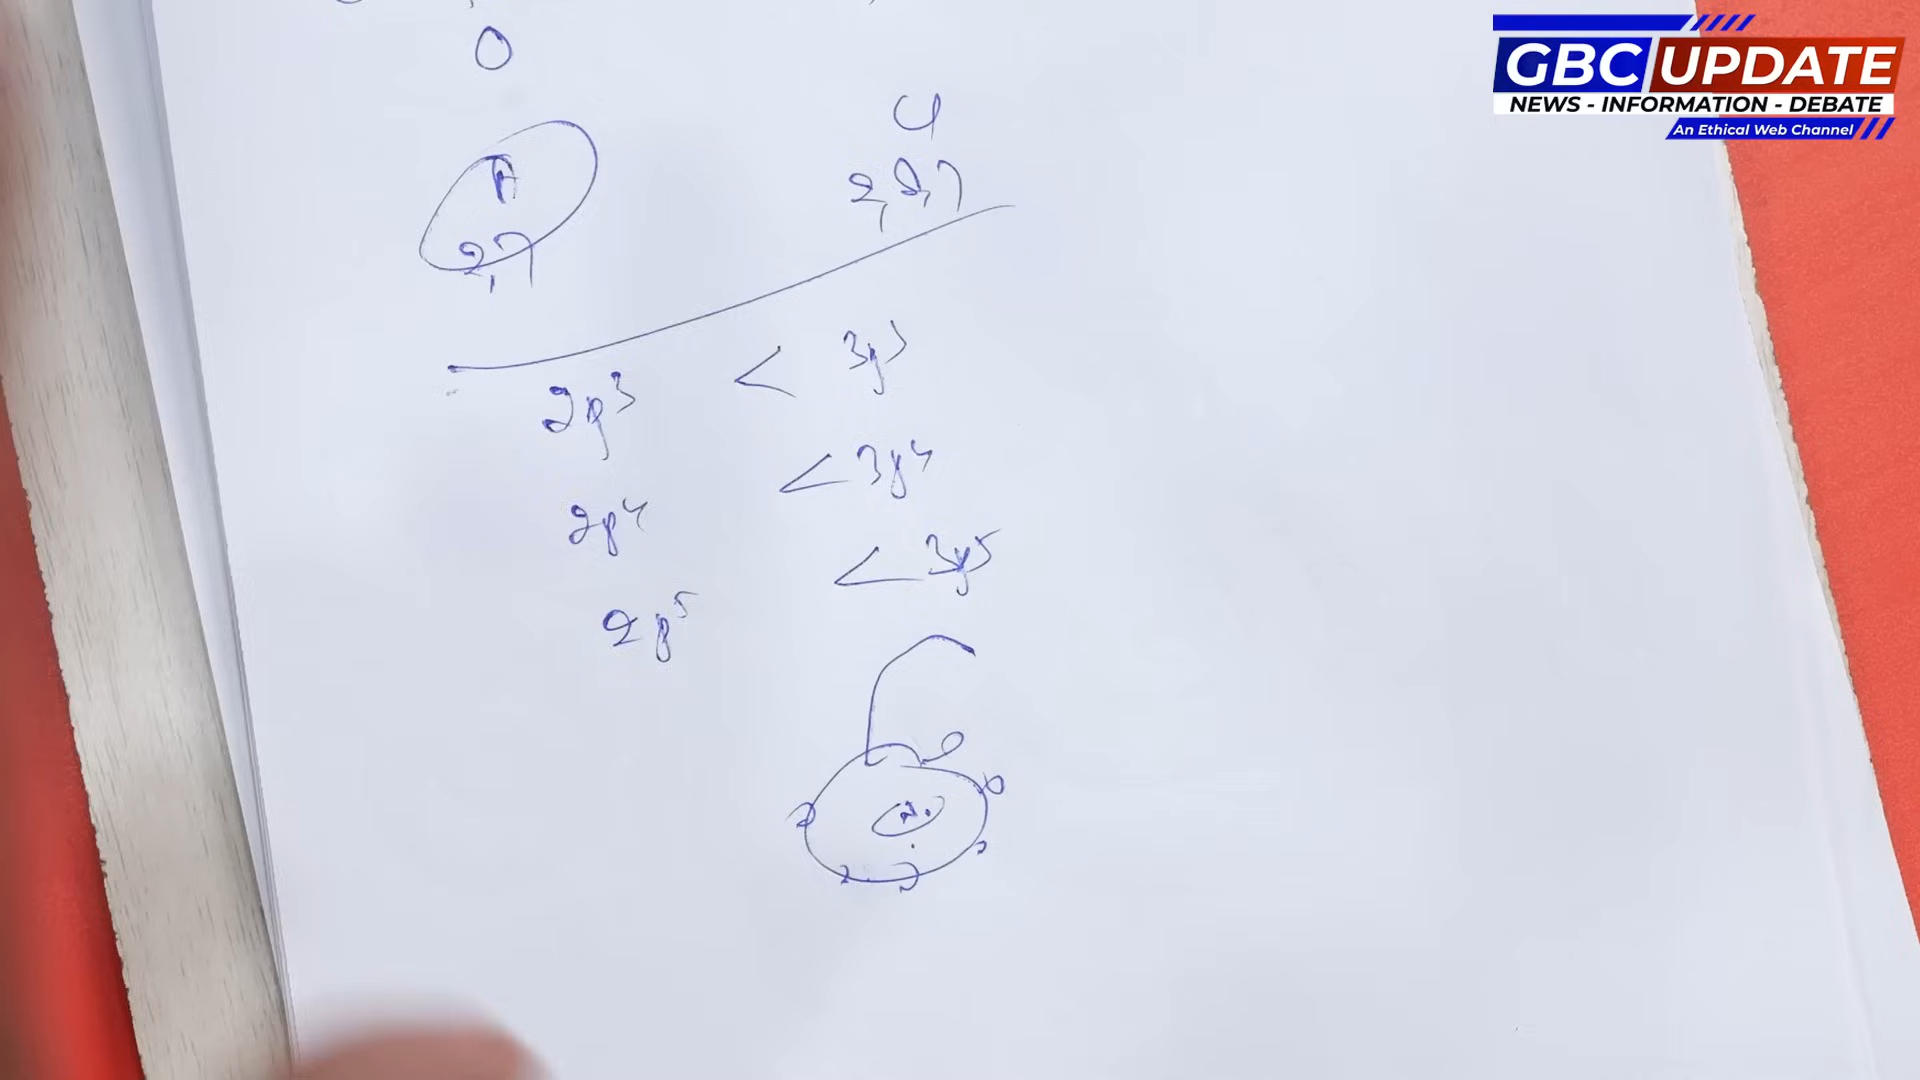 GBC UPDATE
NEWS - INFORMATION - DEBATE
An Ethical Web Channel
O
Cl
F
2,8,7
2,7
2p³ < 3p³
2p⁴ < 3p⁴
2p⁵ < 3p⁵